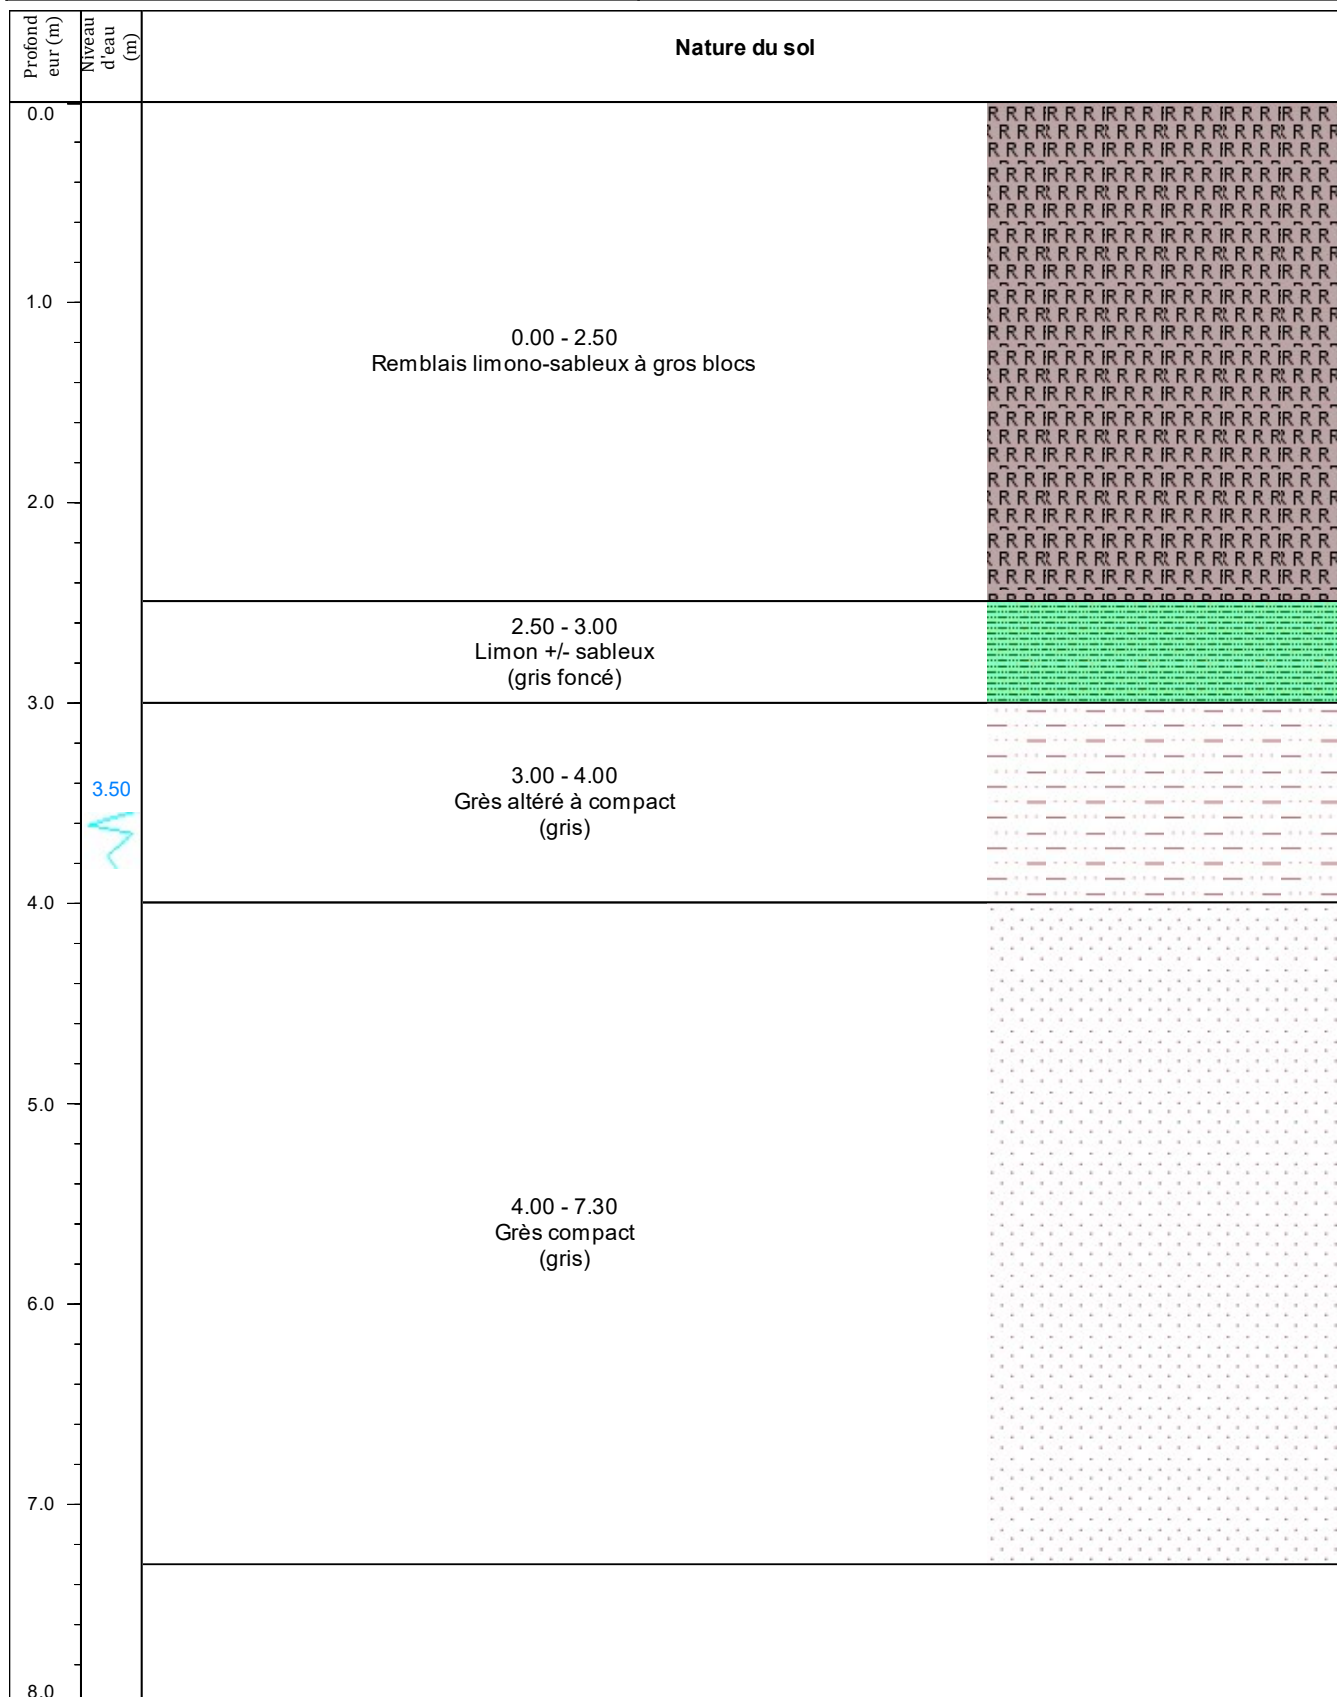 Profond
eur (m)
Niveau
d'eau
(m)
Nature du sol
0.0
1.0
0.00 - 2.50
Remblais limono-sableux à gros blocs
2.0
2.50 - 3.00
Limon +/- sableux
(gris foncé)
3.0
3.50
3.00 - 4.00
Grès altéré à compact
(gris)
4.0
5.0
4.00 - 7.30
Grès compact
(gris)
6.0
7.0
8.0